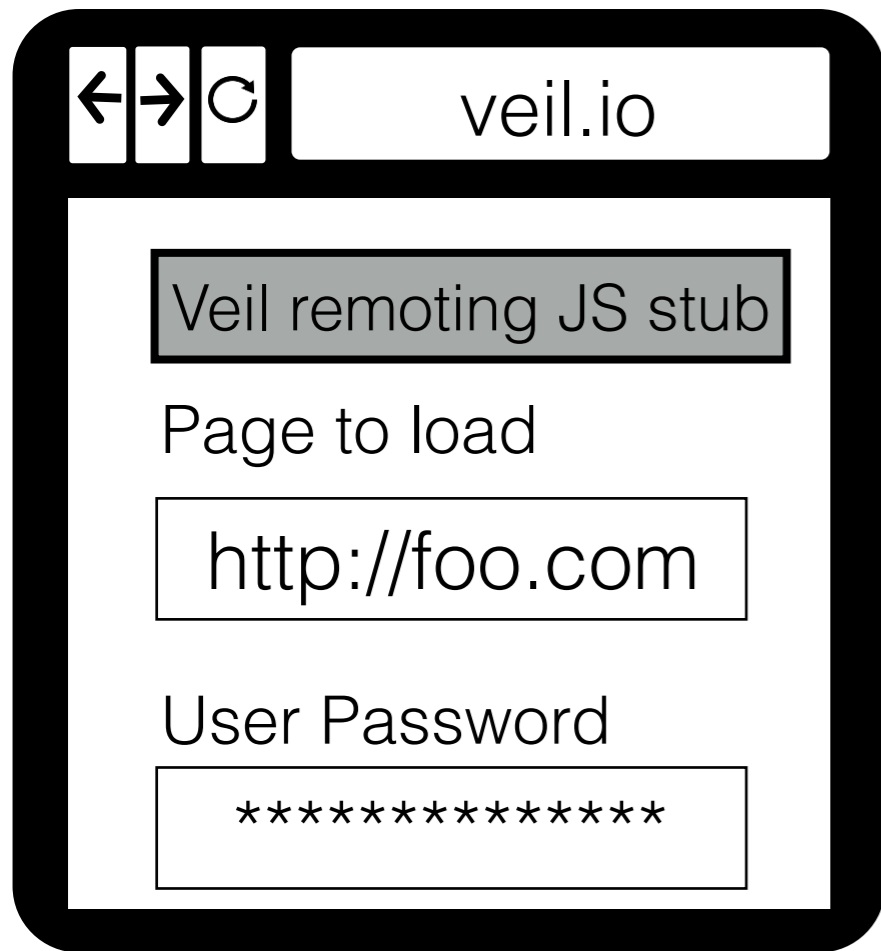 veil.io
Veil remoting JS stub
Page to load
http://foo.com
User Password
**************